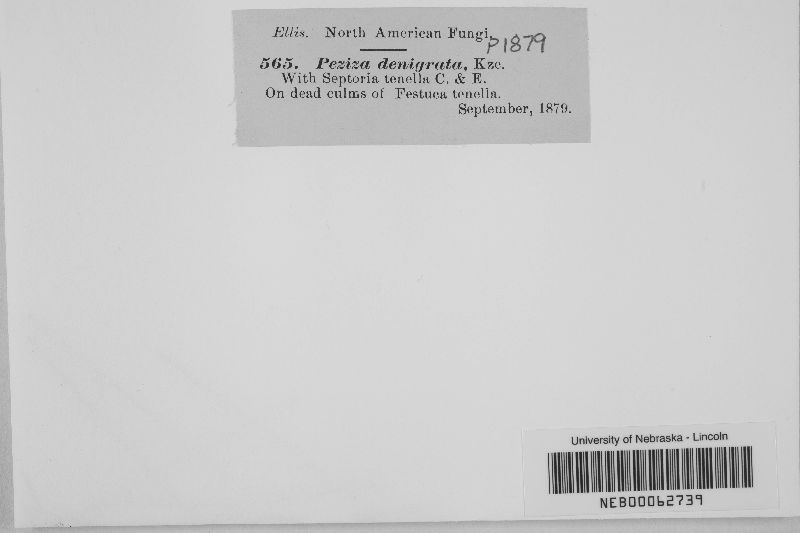 Ellis. North American Fungi.
P1879
565. Peziza denigrata, Kze.
With Septoria tenella C. & E.
On dead culms of Festuca tenella.
September, 1879.
University of Nebraska - Lincoln
NEB00062739